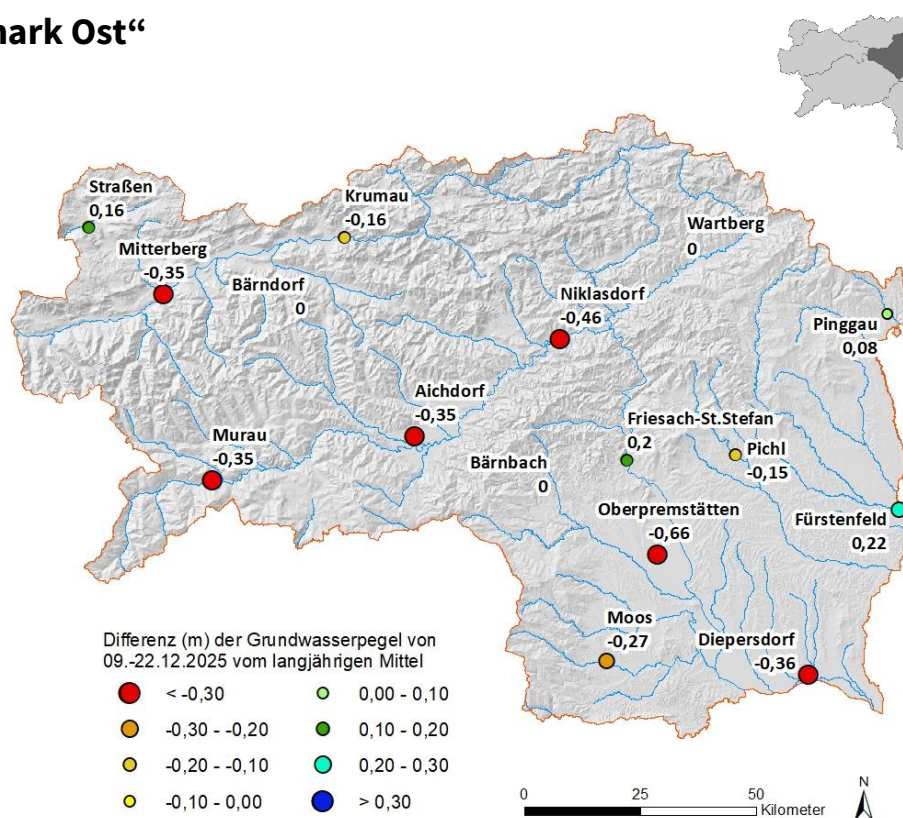 nark Ost“
Straßen
0,16
Krumau
-0,16
Wartberg
0
Mitterberg
-0,35
Bärndorf
0
Niklasdorf
-0,46
Pinggau
0,08
Aichdorf
-0,35
Friesach-St.Stefan
0,2
Murau
-0,35
Pichl
-0,15
Bärnbach
0
Oberpremstätten
-0,66
Fürstenfeld
0,22
Moos
-0,27
Diepersdorf
-0,36
Differenz (m) der Grundwasserpegel von
09.-22.12.2025 vom langjährigen Mittel
< -0,30
-0,30 - -0,20
-0,20 - -0,10
-0,10 - 0,00
0,00 - 0,10
0,10 - 0,20
0,20 - 0,30
> 0,30
0 25 50
Kilometer
N